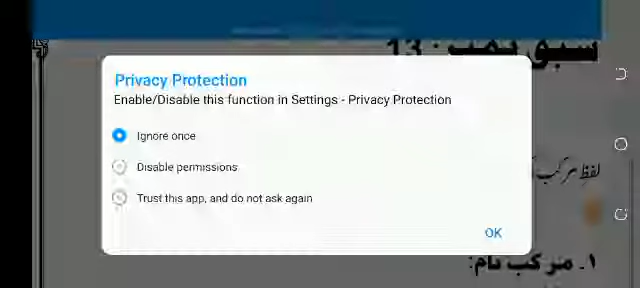 سبق نمبر : 13
Privacy Protection
Enable/Disable this function in Settings - Privacy Protection
Ignore once
Disable permissions
Trust this app, and do not ask again
OK
لفظ مرکب
۱۔ مرکب نام: